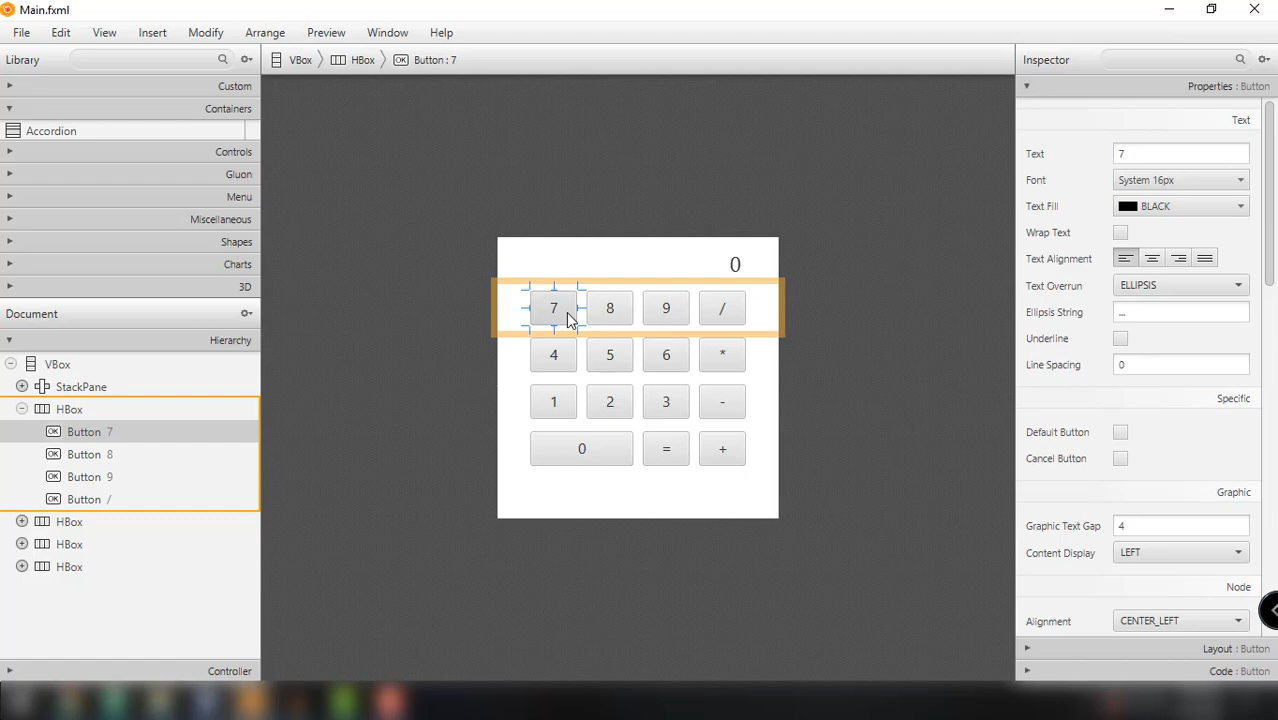 Main.fxml
File Edit View Insert Modify Arrange Preview Window Help
Library VBox HBox Button : 7 Inspector
Custom
Containers
Accordion
Controls
Gluon
Menu
Miscellaneous
Shapes
Charts
3D
Document
Hierarchy
VBox
StackPane
HBox
Button 7
Button 8
Button 9
Button /
HBox
HBox
HBox
Controller
0
7 8 9 /
4 5 6 *
1 2 3 -
0 = +
Properties : Button
Text
Text 7
Font System 16px
Text Fill BLACK
Wrap Text
Text Alignment
Text Overrun ELLIPSIS
Ellipsis String ...
Underline
Line Spacing 0
Specific
Default Button
Cancel Button
Graphic
Graphic Text Gap 4
Content Display LEFT
Node
Alignment CENTER_LEFT
Layout : Button
Code : Button